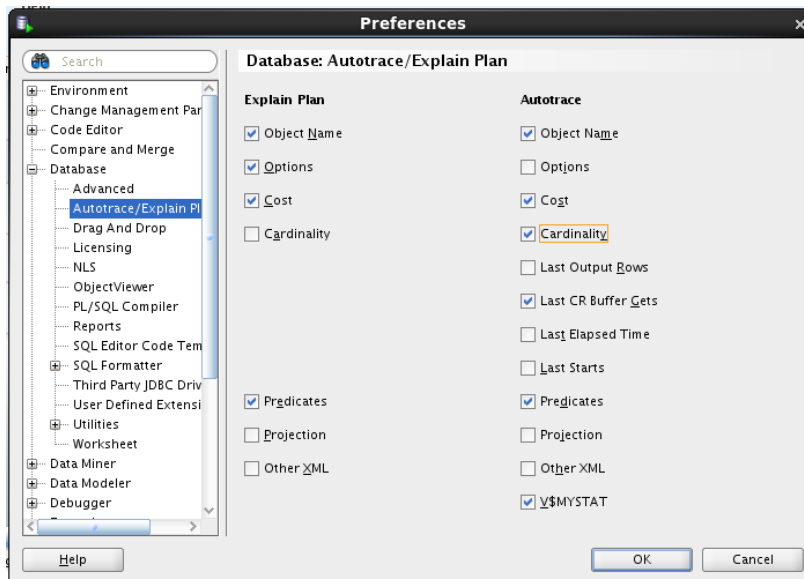 Preferences
Search
Database: Autotrace/Explain Plan
Environment
Change Management Par
Code Editor
Compare and Merge
Database
Advanced
Autotrace/Explain Pl
Drag And Drop
Licensing
NLS
ObjectViewer
PL/SQL Compiler
Reports
SQL Editor Code Tem
SQL Formatter
Third Party JDBC Driv
User Defined Extensi
Utilities
Worksheet
Data Miner
Data Modeler
Debugger
Explain Plan
Autotrace
Object Name
Object Name
Options
Options
Cost
Cost
Cardinality
Cardinality
Last Output Rows
Last CR Buffer Gets
Last Elapsed Time
Last Starts
Predicates
Predicates
Projection
Projection
Other XML
Other XML
V$MYSTAT
Help
OK
Cancel